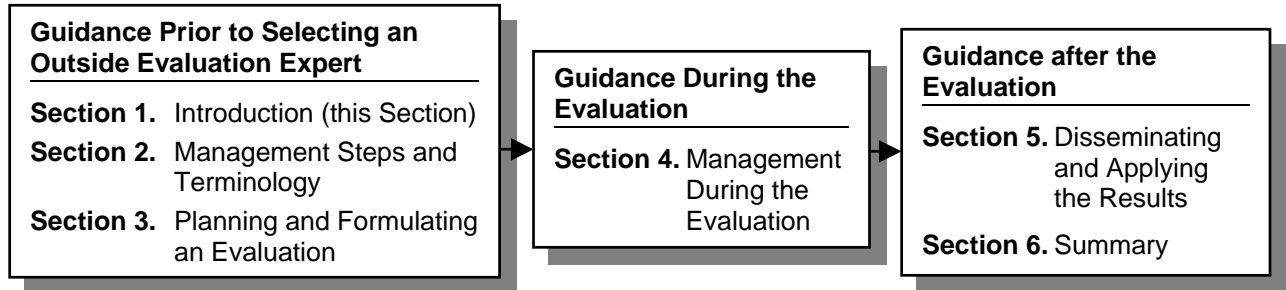 Guidance Prior to Selecting an
Outside Evaluation Expert
Section 1. Introduction (this Section)
Section 2. Management Steps and
Terminology
Section 3. Planning and Formulating
an Evaluation
Guidance During the
Evaluation
Section 4. Management
During the
Evaluation
Guidance after the
Evaluation
Section 5. Disseminating
and Applying
the Results
Section 6. Summary